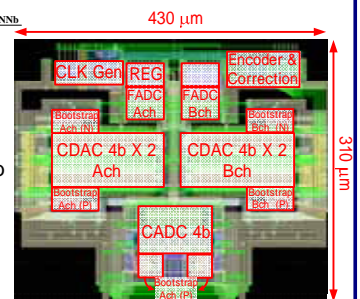 NNb
430 µm
CLK Gen
REG
Encoder &
Correction
FADC
Ach
FADC
Bch
Bootstrap
Ach (N)
Bootstrap
Bch (N)
CDAC 4b X 2
Ach
CDAC 4b X 2
Bch
310 µm
Bootstrap
Ach (P)
Bootstrap
Bch (P)
CADC 4b
Bootstrap
Ach (P)